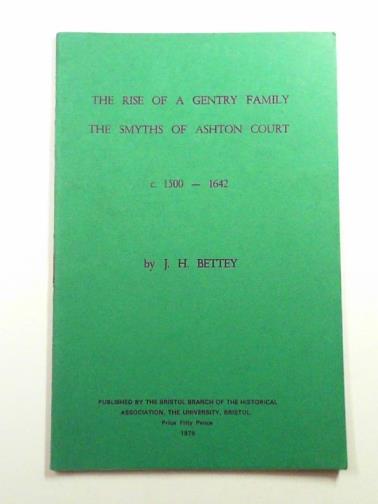 THE RISE OF A GENTRY FAMILY
THE SMYTHS OF ASHTON COURT
c. 1500 — 1642
by J. H. BETTEY
PUBLISHED BY THE BRISTOL BRANCH OF THE HISTORICAL
ASSOCIATION, THE UNIVERSITY, BRISTOL.
Price Fifty Pence
1978